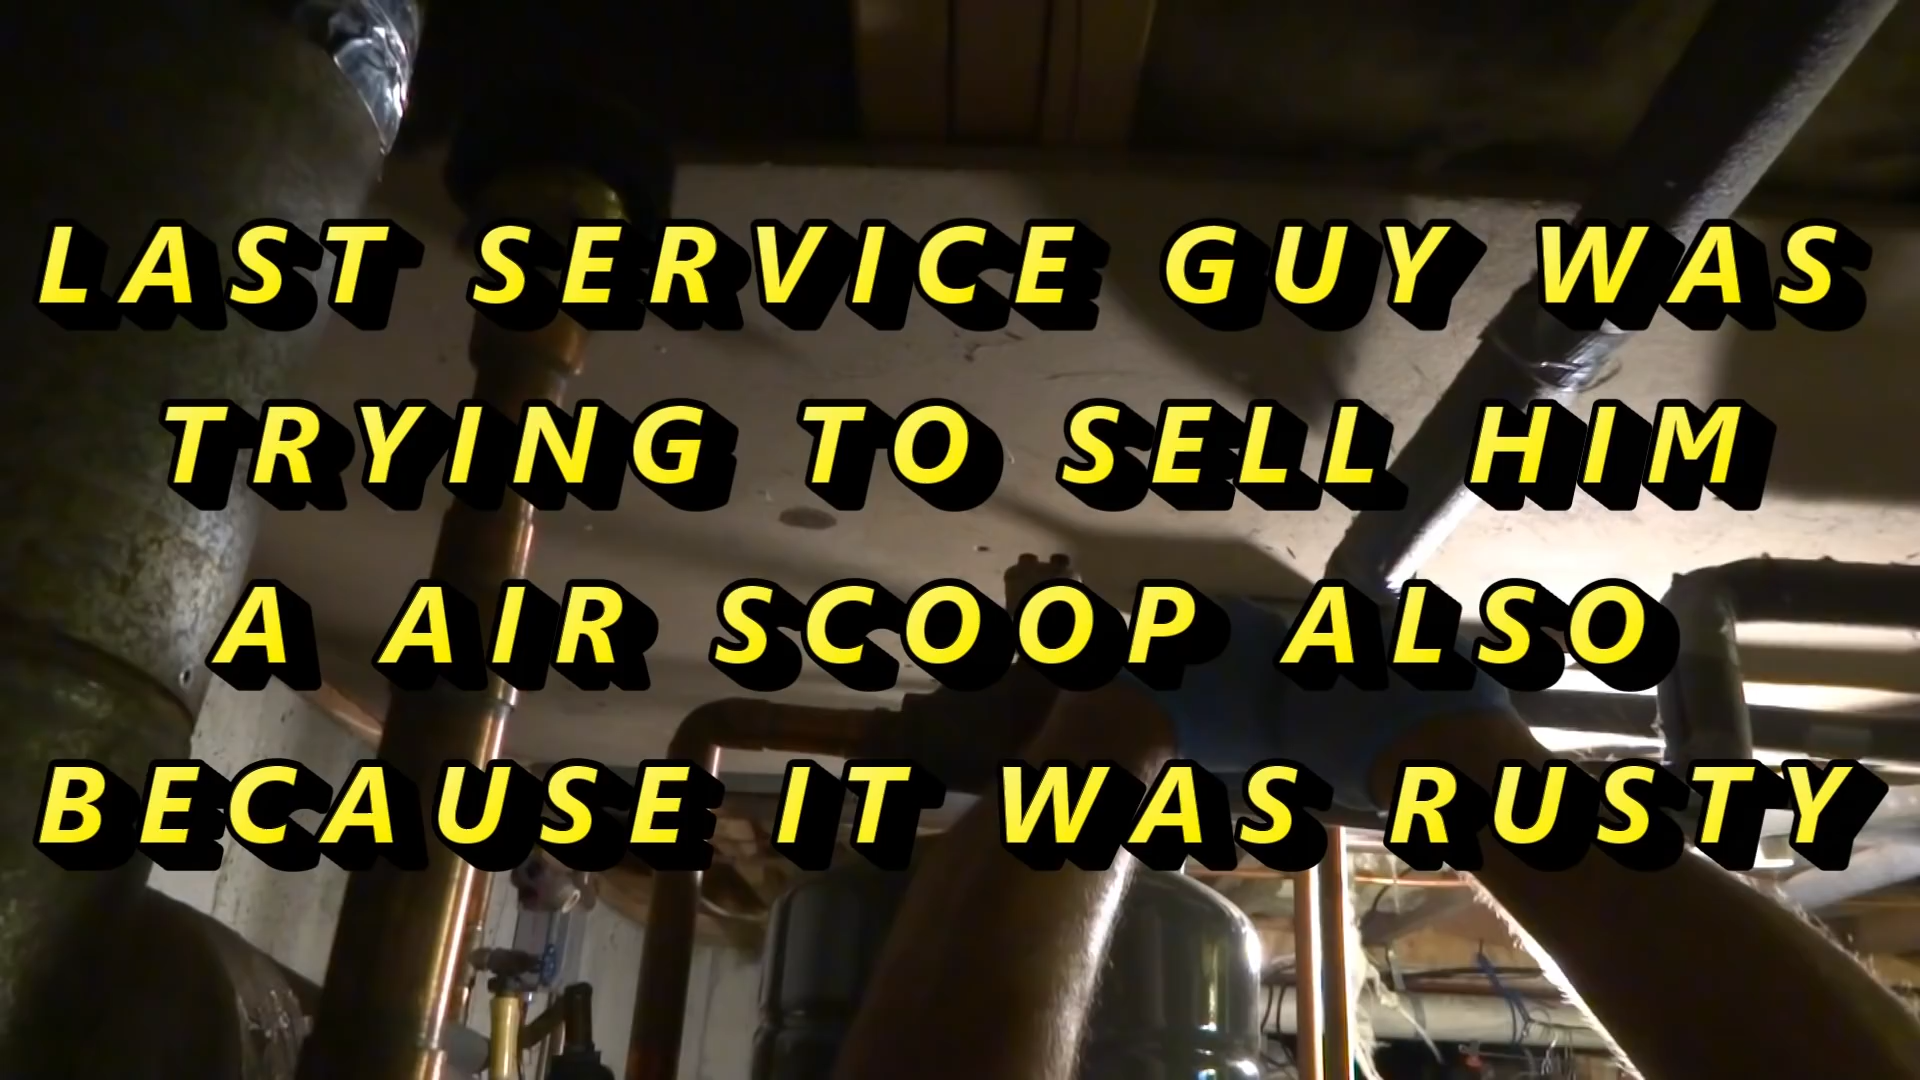 LAST SERVICE GUY WAS
TRYING TO SELL HIM
A AIR SCOOP ALSO
BECAUSE IT WAS RUSTY